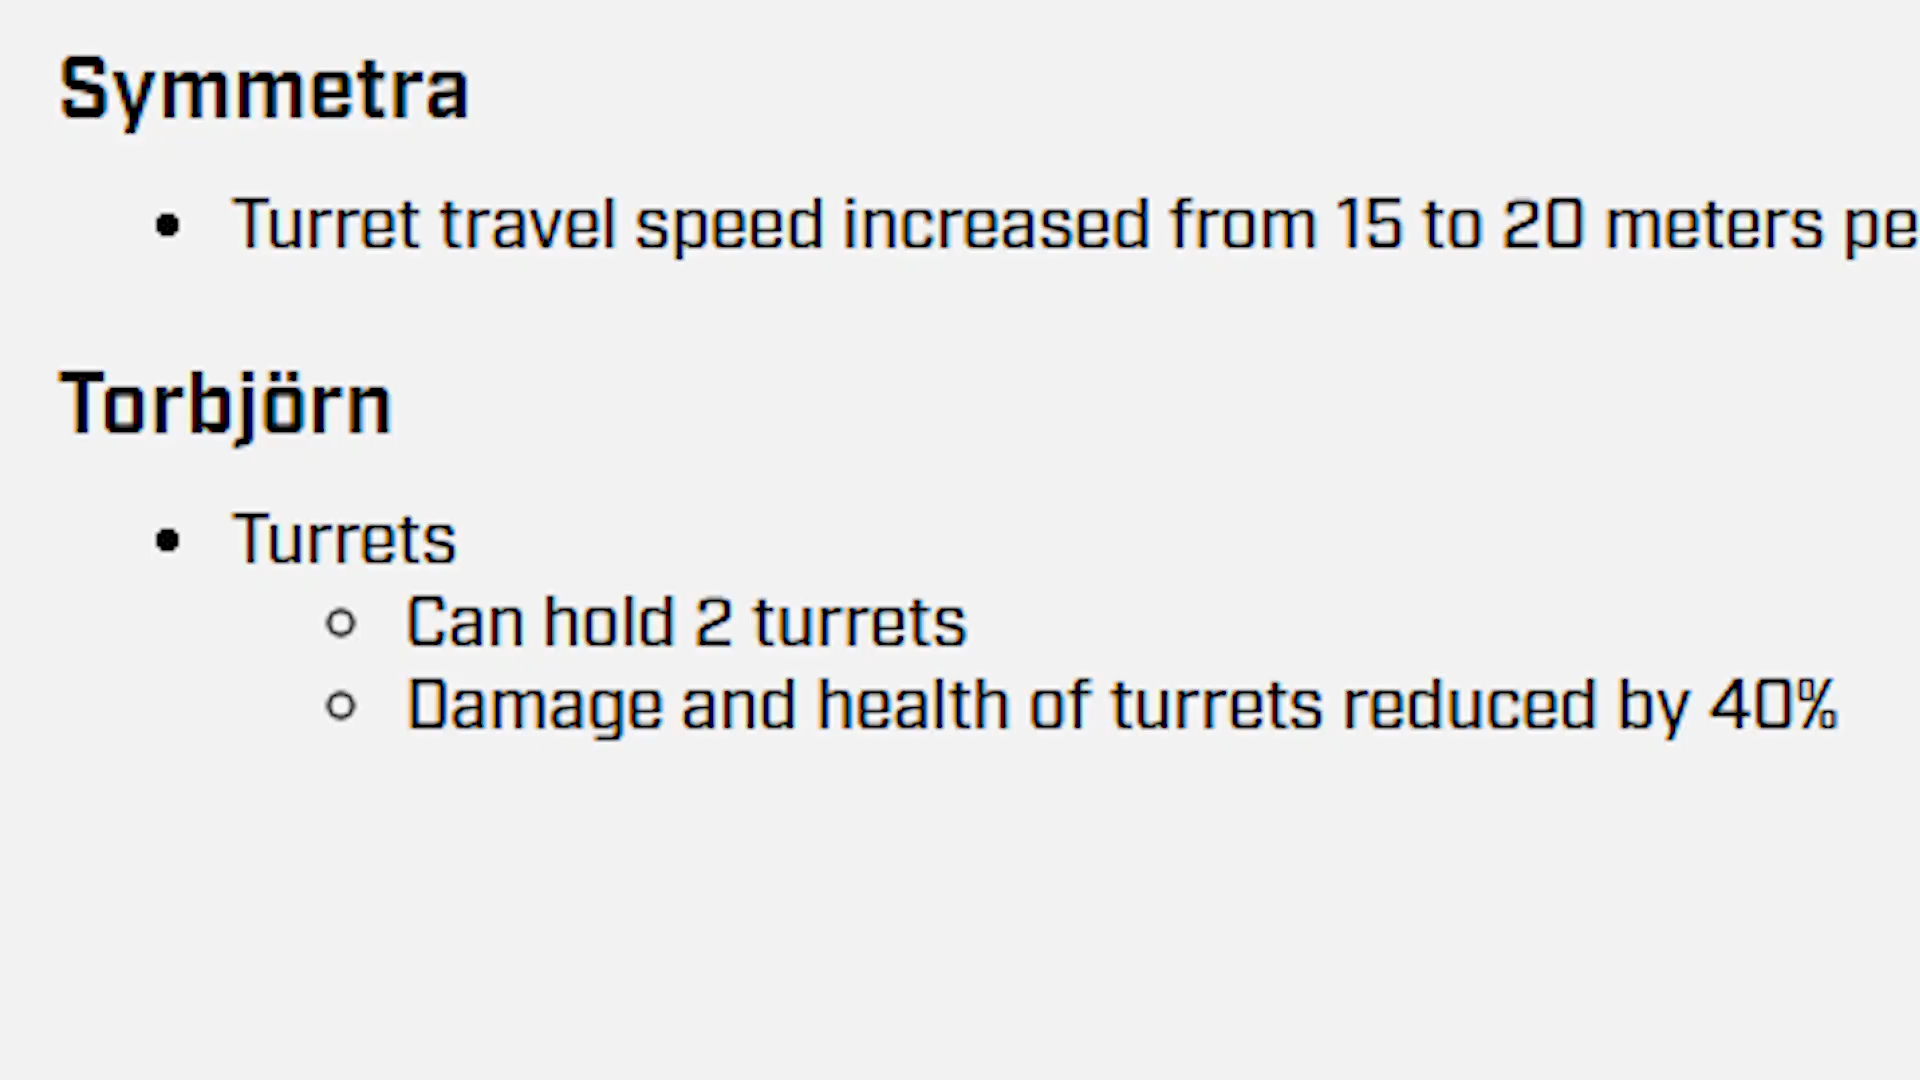 Symmetra
Turret travel speed increased from 15 to 20 meters pe
Torbjörn
Turrets
Can hold 2 turrets
Damage and health of turrets reduced by 40%